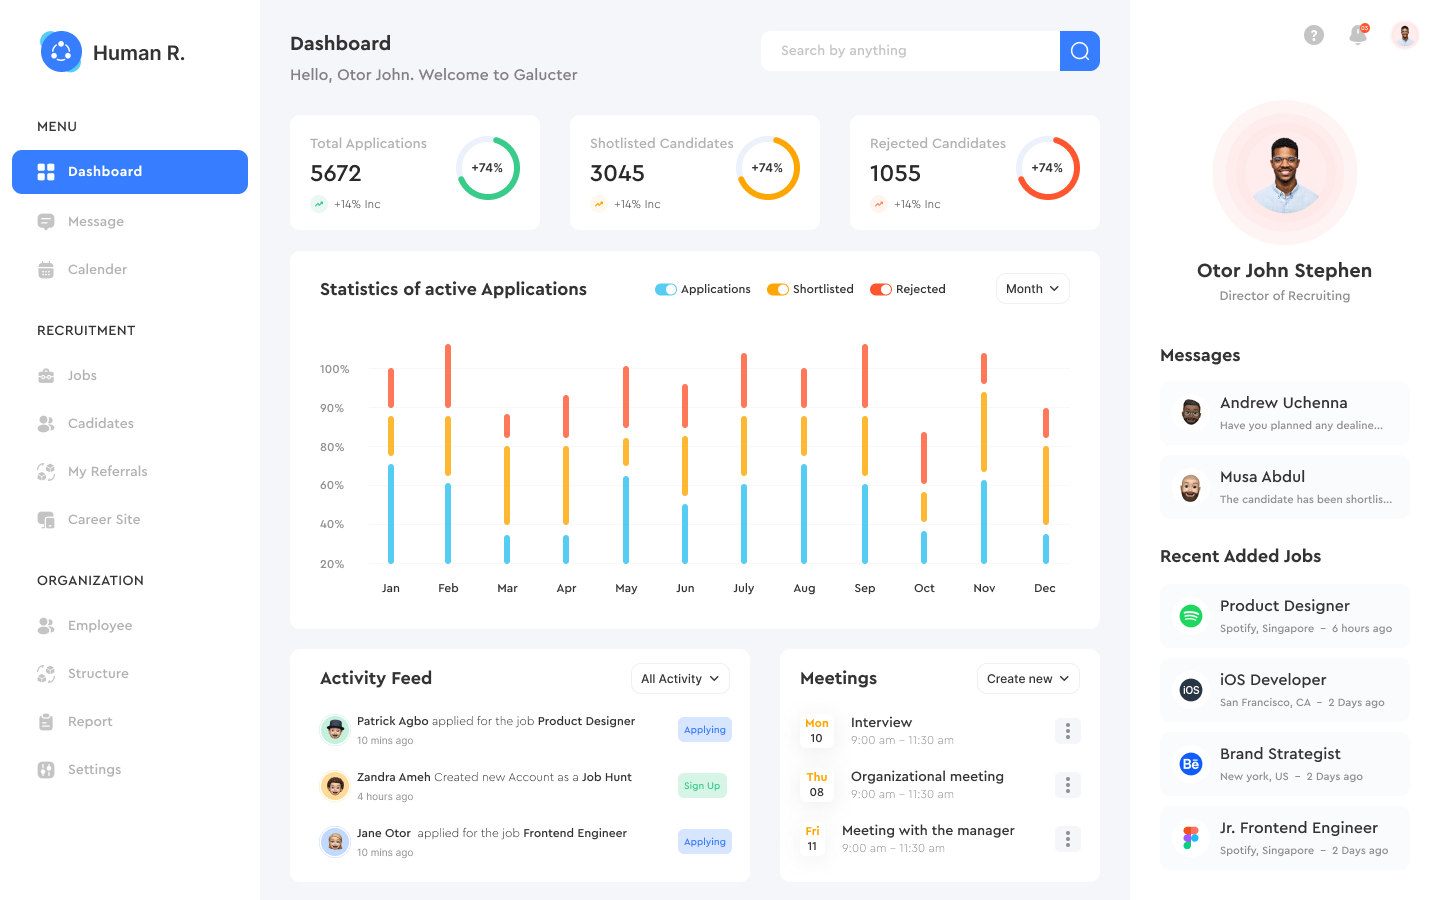 Human R.
MENU
Dashboard
Message
Calender
RECRUITMENT
Jobs
Cadidates
My Referrals
Career Site
ORGANIZATION
Employee
Structure
Report
Settings
Dashboard
Hello, Otor John. Welcome to Galucter
Search by anything
Total Applications
5672
+14% Inc
+74%
Shotlisted Candidates
3045
+14% Inc
+74%
Rejected Candidates
1055
+14% Inc
+74%
Statistics of active Applications
Applications
Shortlisted
Rejected
Month
100%
90%
80%
60%
40%
20%
Jan Feb Mar Apr May Jun July Aug Sep Oct Nov Dec
Activity Feed
All Activity
Patrick Agbo applied for the job Product Designer
10 mins ago
Applying
Zandra Ameh Created new Account as a Job Hunt
4 hours ago
Sign Up
Jane Otor applied for the job Frontend Engineer
10 mins ago
Applying
Meetings
Create new
Mon
10
Interview
9:00 am - 11:30 am
Thu
08
Organizational meeting
9:00 am - 11:30 am
Fri
11
Meeting with the manager
9:00 am - 11:30 am
?
03
Otor John Stephen
Director of Recruiting
Messages
Andrew Uchenna
Have you planned any dealine...
Musa Abdul
The candidate has been shortlis...
Recent Added Jobs
Product Designer
Spotify, Singapore - 6 hours ago
iOS
iOS Developer
San Francisco, CA - 2 Days ago
Bē
Brand Strategist
New york, US - 2 Days ago
Jr. Frontend Engineer
Spotify, Singapore - 2 Days ago